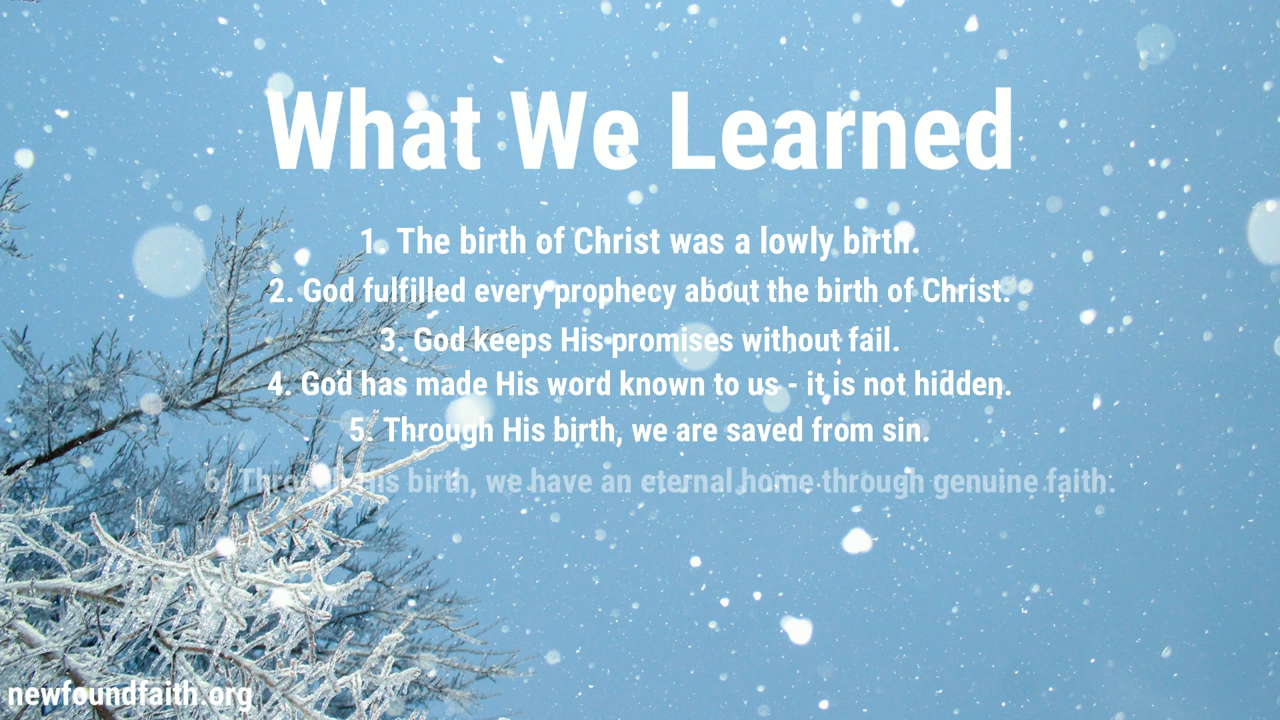 What We Learned
1. The birth of Christ was a lowly birth.
2. God fulfilled every prophecy about the birth of Christ.
3. God keeps His promises without fail.
4. God has made His word known to us - it is not hidden.
5. Through His birth, we are saved from sin.
6. Through His birth, we have an eternal home through genuine faith.
newfoundfaith.org